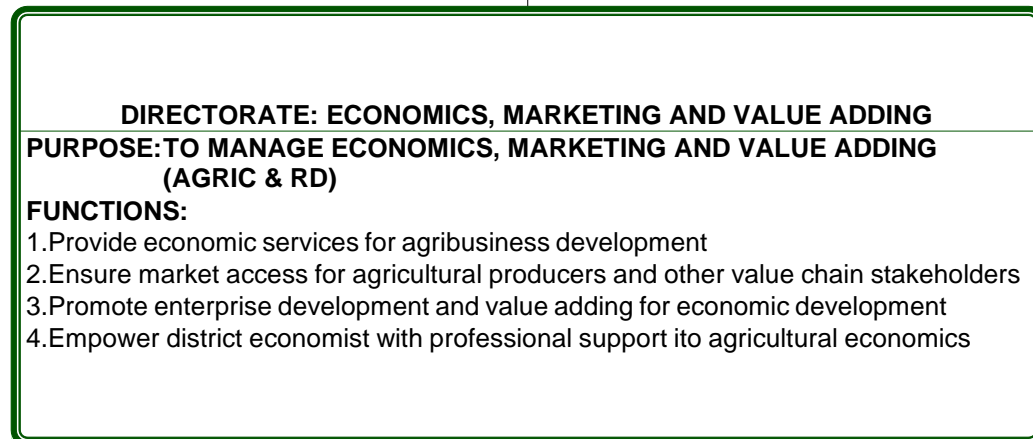 DIRECTORATE: ECONOMICS, MARKETING AND VALUE ADDING
PURPOSE:TO MANAGE ECONOMICS, MARKETING AND VALUE ADDING
(AGRIC & RD)
FUNCTIONS:
1.Provide economic services for agribusiness development
2.Ensure market access for agricultural producers and other value chain stakeholders
3.Promote enterprise development and value adding for economic development
4.Empower district economist with professional support ito agricultural economics